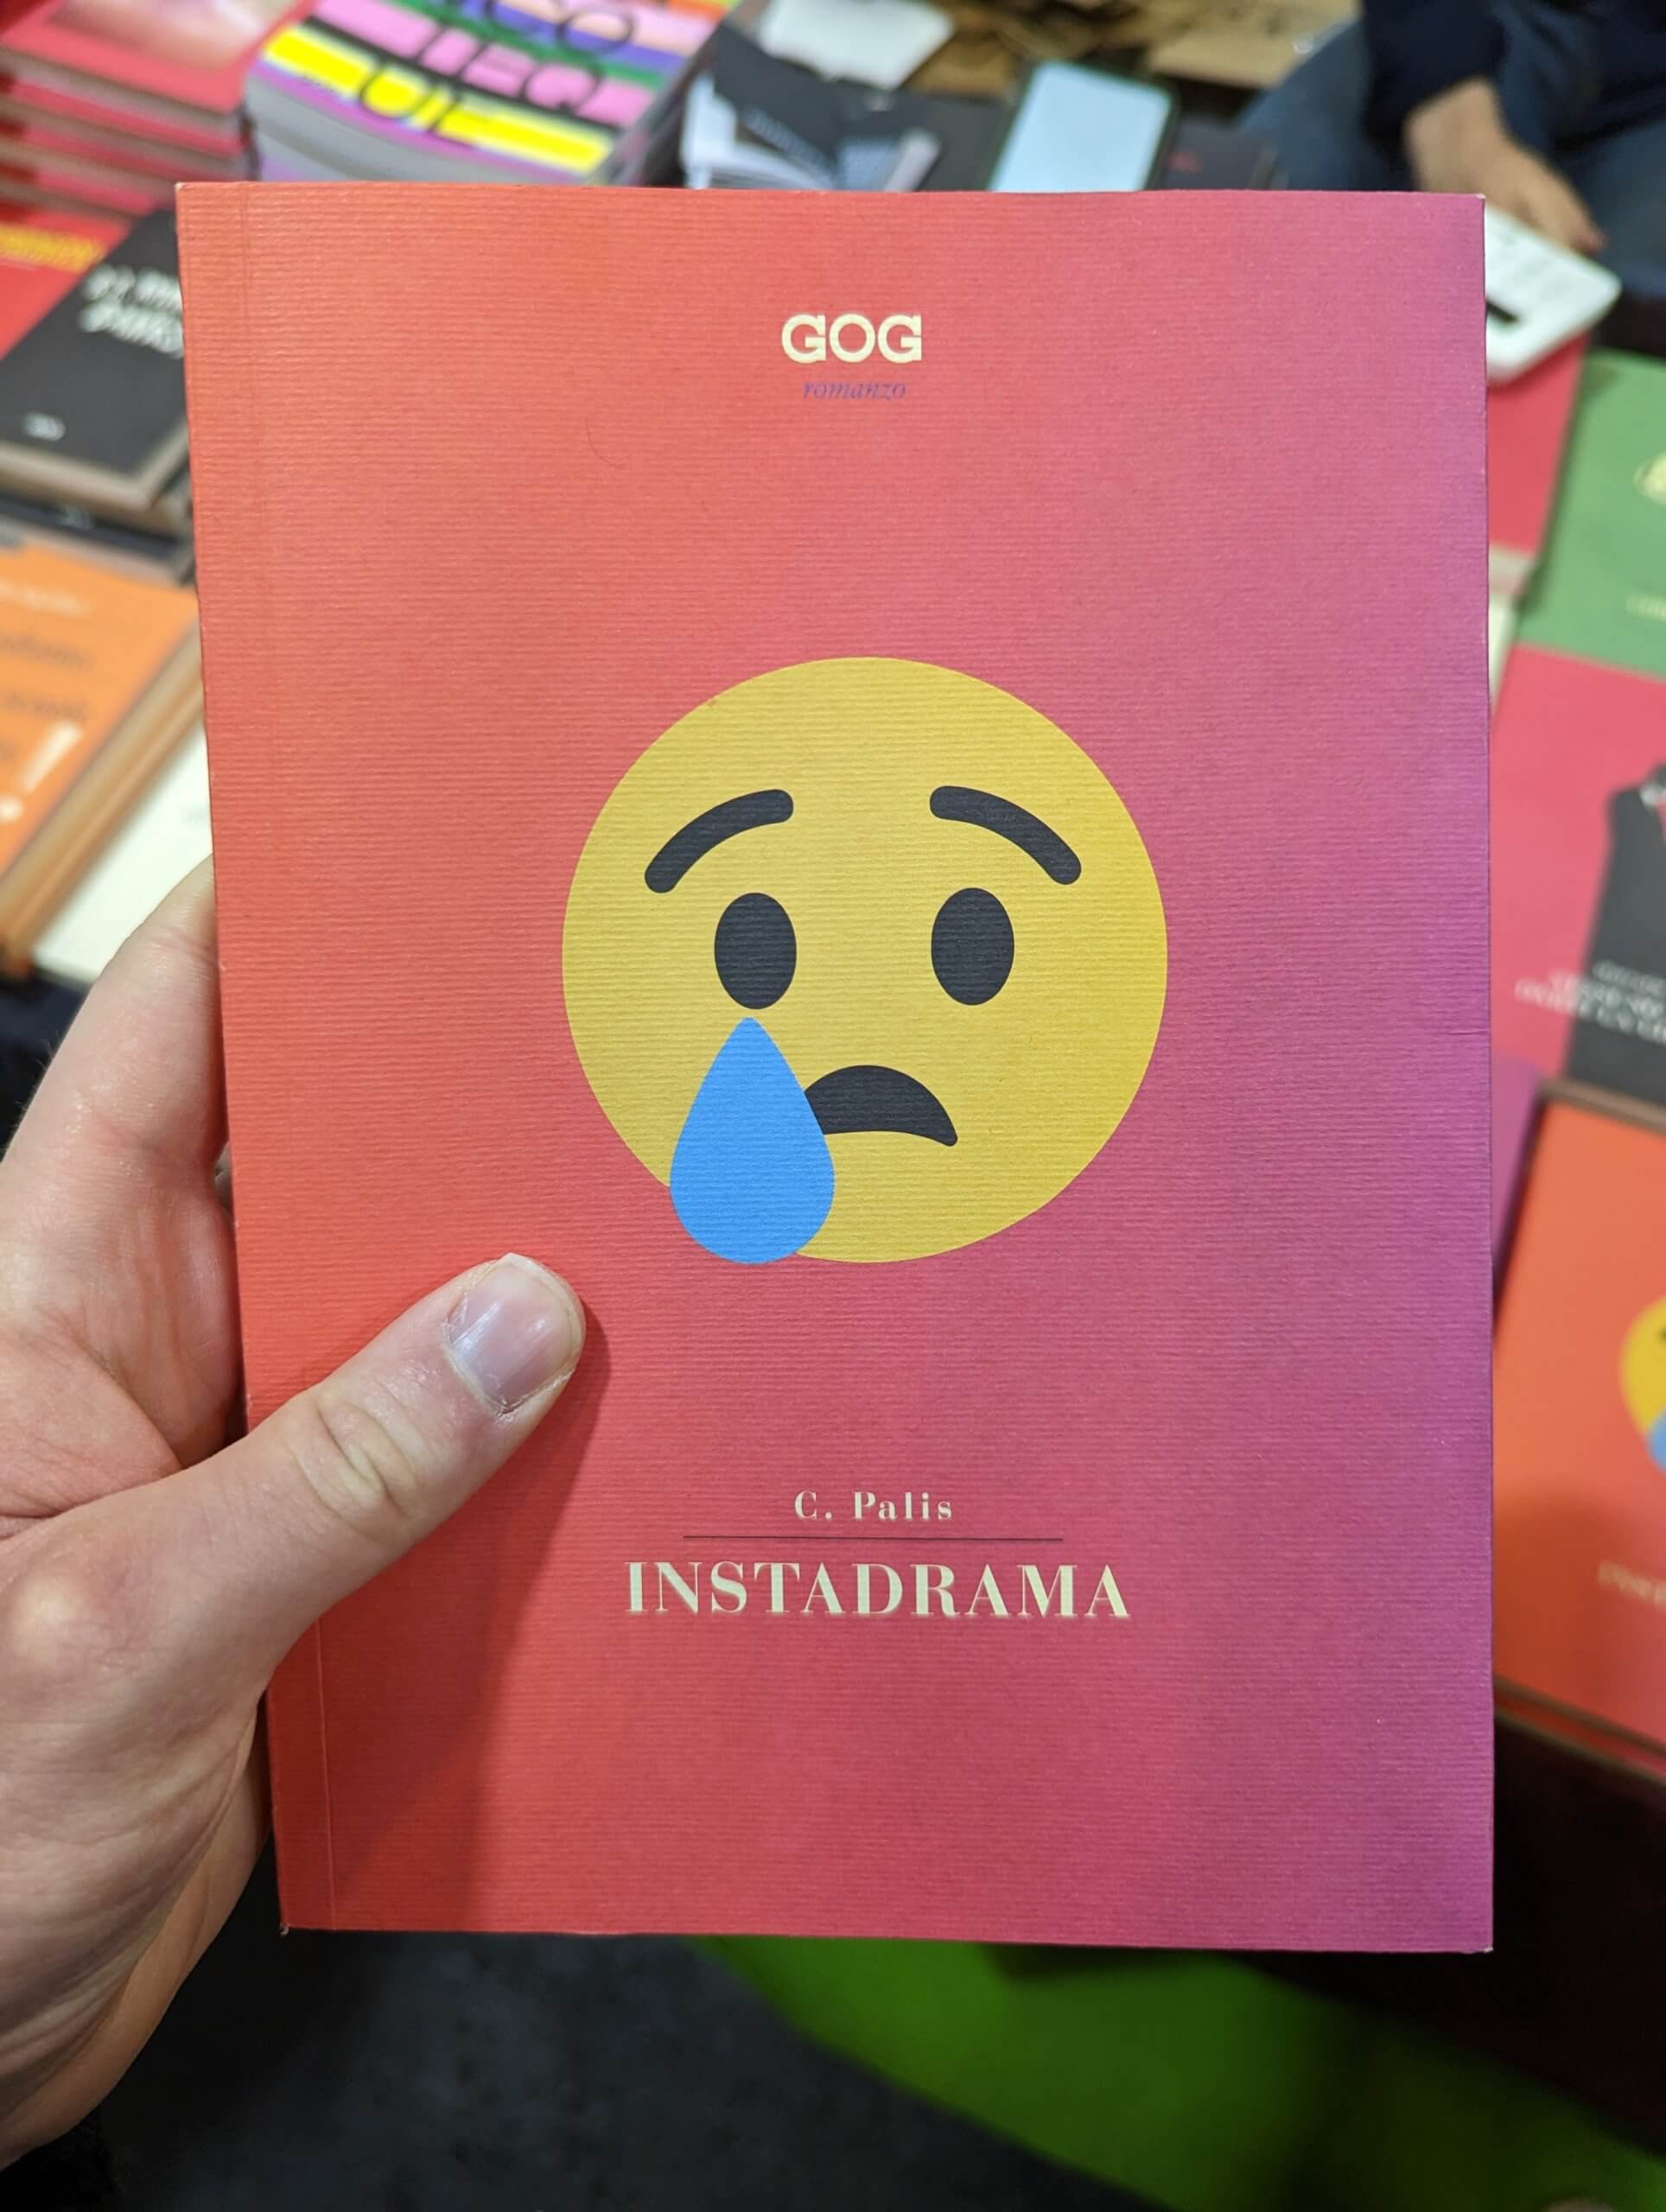 GOG
romanzo
C. Palis
INSTADRAMA